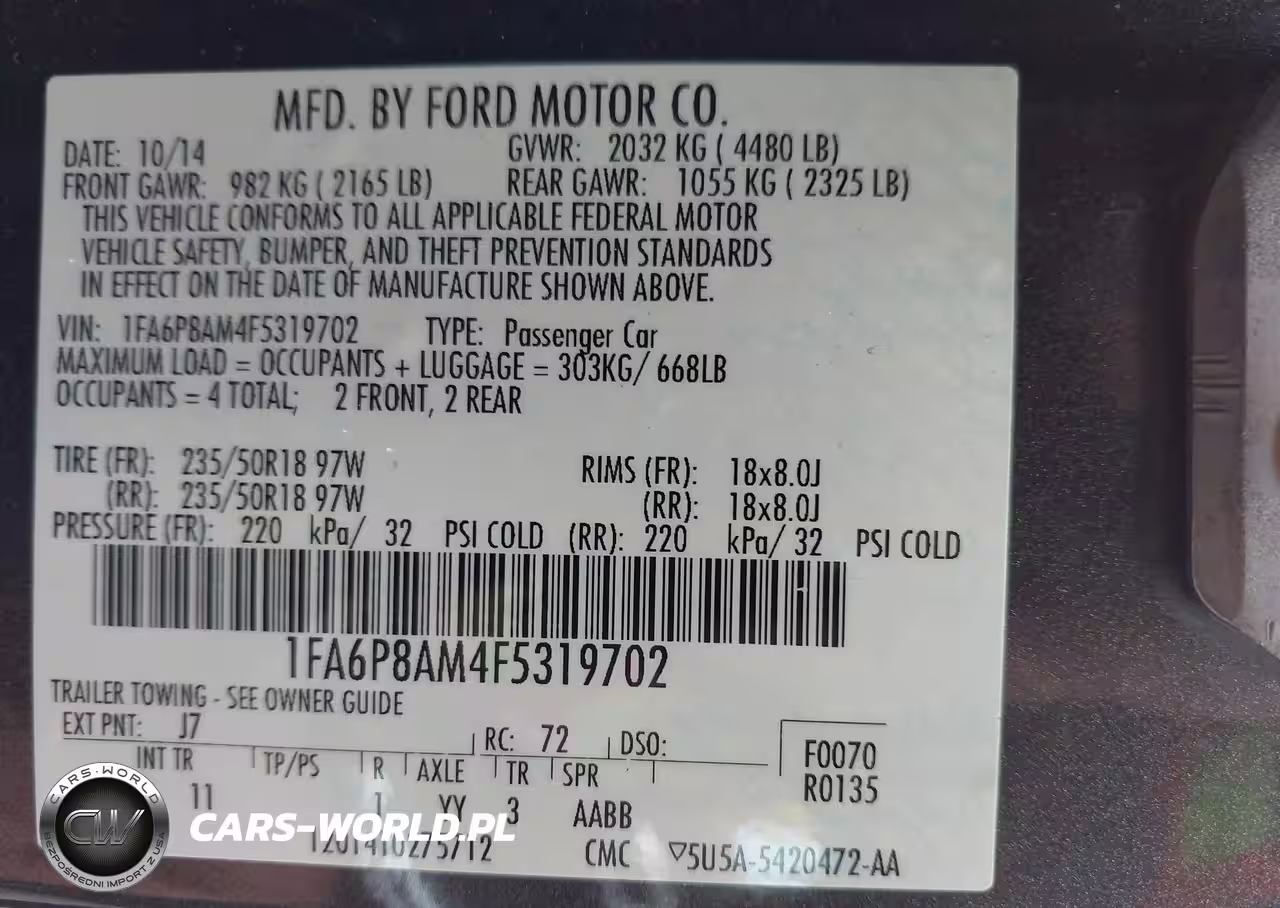 MFD. BY FORD MOTOR CO.
DATE: 10/14 GVWR: 2032 KG ( 4480 LB)
FRONT GAWR: 982 KG ( 2165 LB) REAR GAWR: 1055 KG ( 2325 LB)
THIS VEHICLE CONFORMS TO ALL APPLICABLE FEDERAL MOTOR
VEHICLE SAFETY, BUMPER, AND THEFT PREVENTION STANDARDS
IN EFFECT ON THE DATE OF MANUFACTURE SHOWN ABOVE.
VIN: 1FA6P8AM4F5319702 TYPE: Passenger Car
MAXIMUM LOAD = OCCUPANTS + LUGGAGE = 303KG/ 668LB
OCCUPANTS = 4 TOTAL; 2 FRONT, 2 REAR
TIRE (FR): 235/50R18 97W RIMS (FR): 18x8.0J
(RR): 235/50R18 97W (RR): 18x8.0J
PRESSURE (FR): 220 kPa/ 32 PSI COLD (RR): 220 kPa/ 32 PSI COLD
1FA6P8AM4F5319702
TRAILER TOWING - SEE OWNER GUIDE
EXT PNT: J7 RC: 72 DSO: F0070
INT TR TP/PS R AXLE TR SPR R0135
11 1 YY 3 AABB
CARS-WORLD.PL
CMC ▽5U5A-5420472-AA
CARS-WORLD
CW
BEZPOŚREDNI IMPORT Z USA